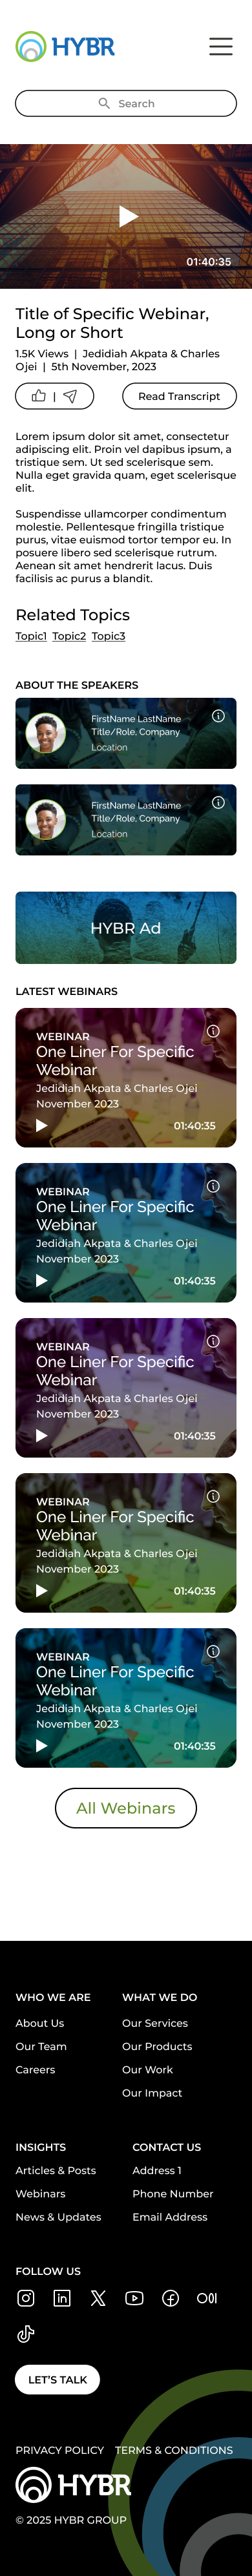 HYBR
Search
01:40:35
Title of Specific Webinar,
Long or Short
1.5K Views | Jedidiah Akpata & Charles
Ojei | 5th November, 2023
| Read Transcript
Lorem ipsum dolor sit amet, consectetur
adipiscing elit. Proin vel dapibus ipsum, a
tristique sem. Ut sed scelerisque sem.
Nulla eget gravida quam, eget scelerisque
elit.
Suspendisse ullamcorper condimentum
molestie. Pellentesque fringilla tristique
purus, vitae euismod tortor tempor eu. In
posuere libero sed scelerisque rutrum.
Aenean sit amet hendrerit lacus. Duis
facilisis ac purus a blandit.
Related Topics
Topic1 Topic2 Topic3
ABOUT THE SPEAKERS
FirstName LastName
Title/Role, Company
Location
FirstName LastName
Title/Role, Company
Location
HYBR Ad
LATEST WEBINARS
WEBINAR
One Liner For Specific
Webinar
Jedidiah Akpata & Charles Ojei
November 2023
01:40:35
WEBINAR
One Liner For Specific
Webinar
Jedidiah Akpata & Charles Ojei
November 2023
01:40:35
WEBINAR
One Liner For Specific
Webinar
Jedidiah Akpata & Charles Ojei
November 2023
01:40:35
WEBINAR
One Liner For Specific
Webinar
Jedidiah Akpata & Charles Ojei
November 2023
01:40:35
WEBINAR
One Liner For Specific
Webinar
Jedidiah Akpata & Charles Ojei
November 2023
01:40:35
All Webinars
WHO WE ARE
About Us
Our Team
Careers
WHAT WE DO
Our Services
Our Products
Our Work
Our Impact
INSIGHTS
Articles & Posts
Webinars
News & Updates
CONTACT US
Address 1
Phone Number
Email Address
FOLLOW US
LET'S TALK
PRIVACY POLICY TERMS & CONDITIONS
HYBR
© 2025 HYBR GROUP